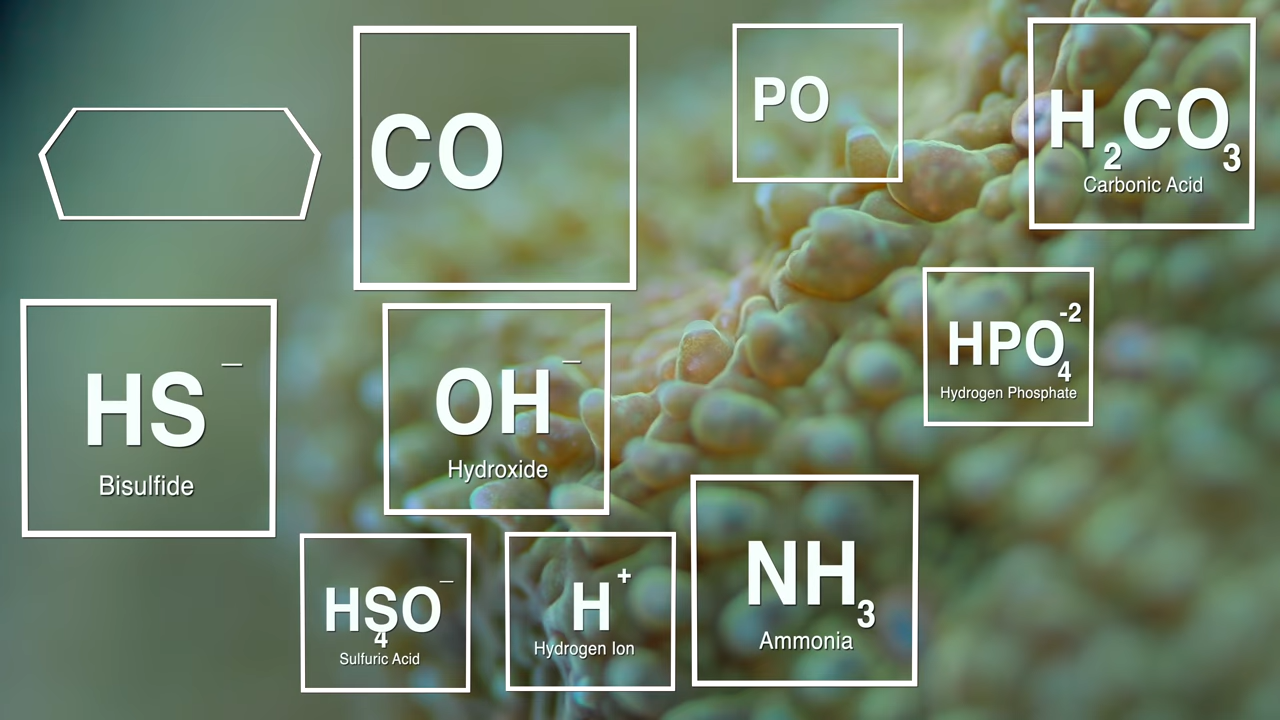 CO
PO
H₂CO₃
Carbonic Acid
HPO₄⁻²
Hydrogen Phosphate
HS⁻
Bisulfide
OH⁻
Hydroxide
HSO₄⁻
Sulfuric Acid
H⁺
Hydrogen Ion
NH₃
Ammonia